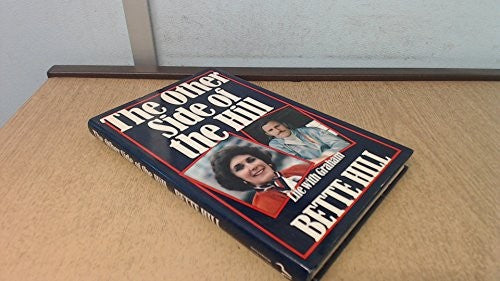 The Other
Side of
the Hill
Life with Graham
BETTE HILL
The Other Side of the Hill BETTE HILL